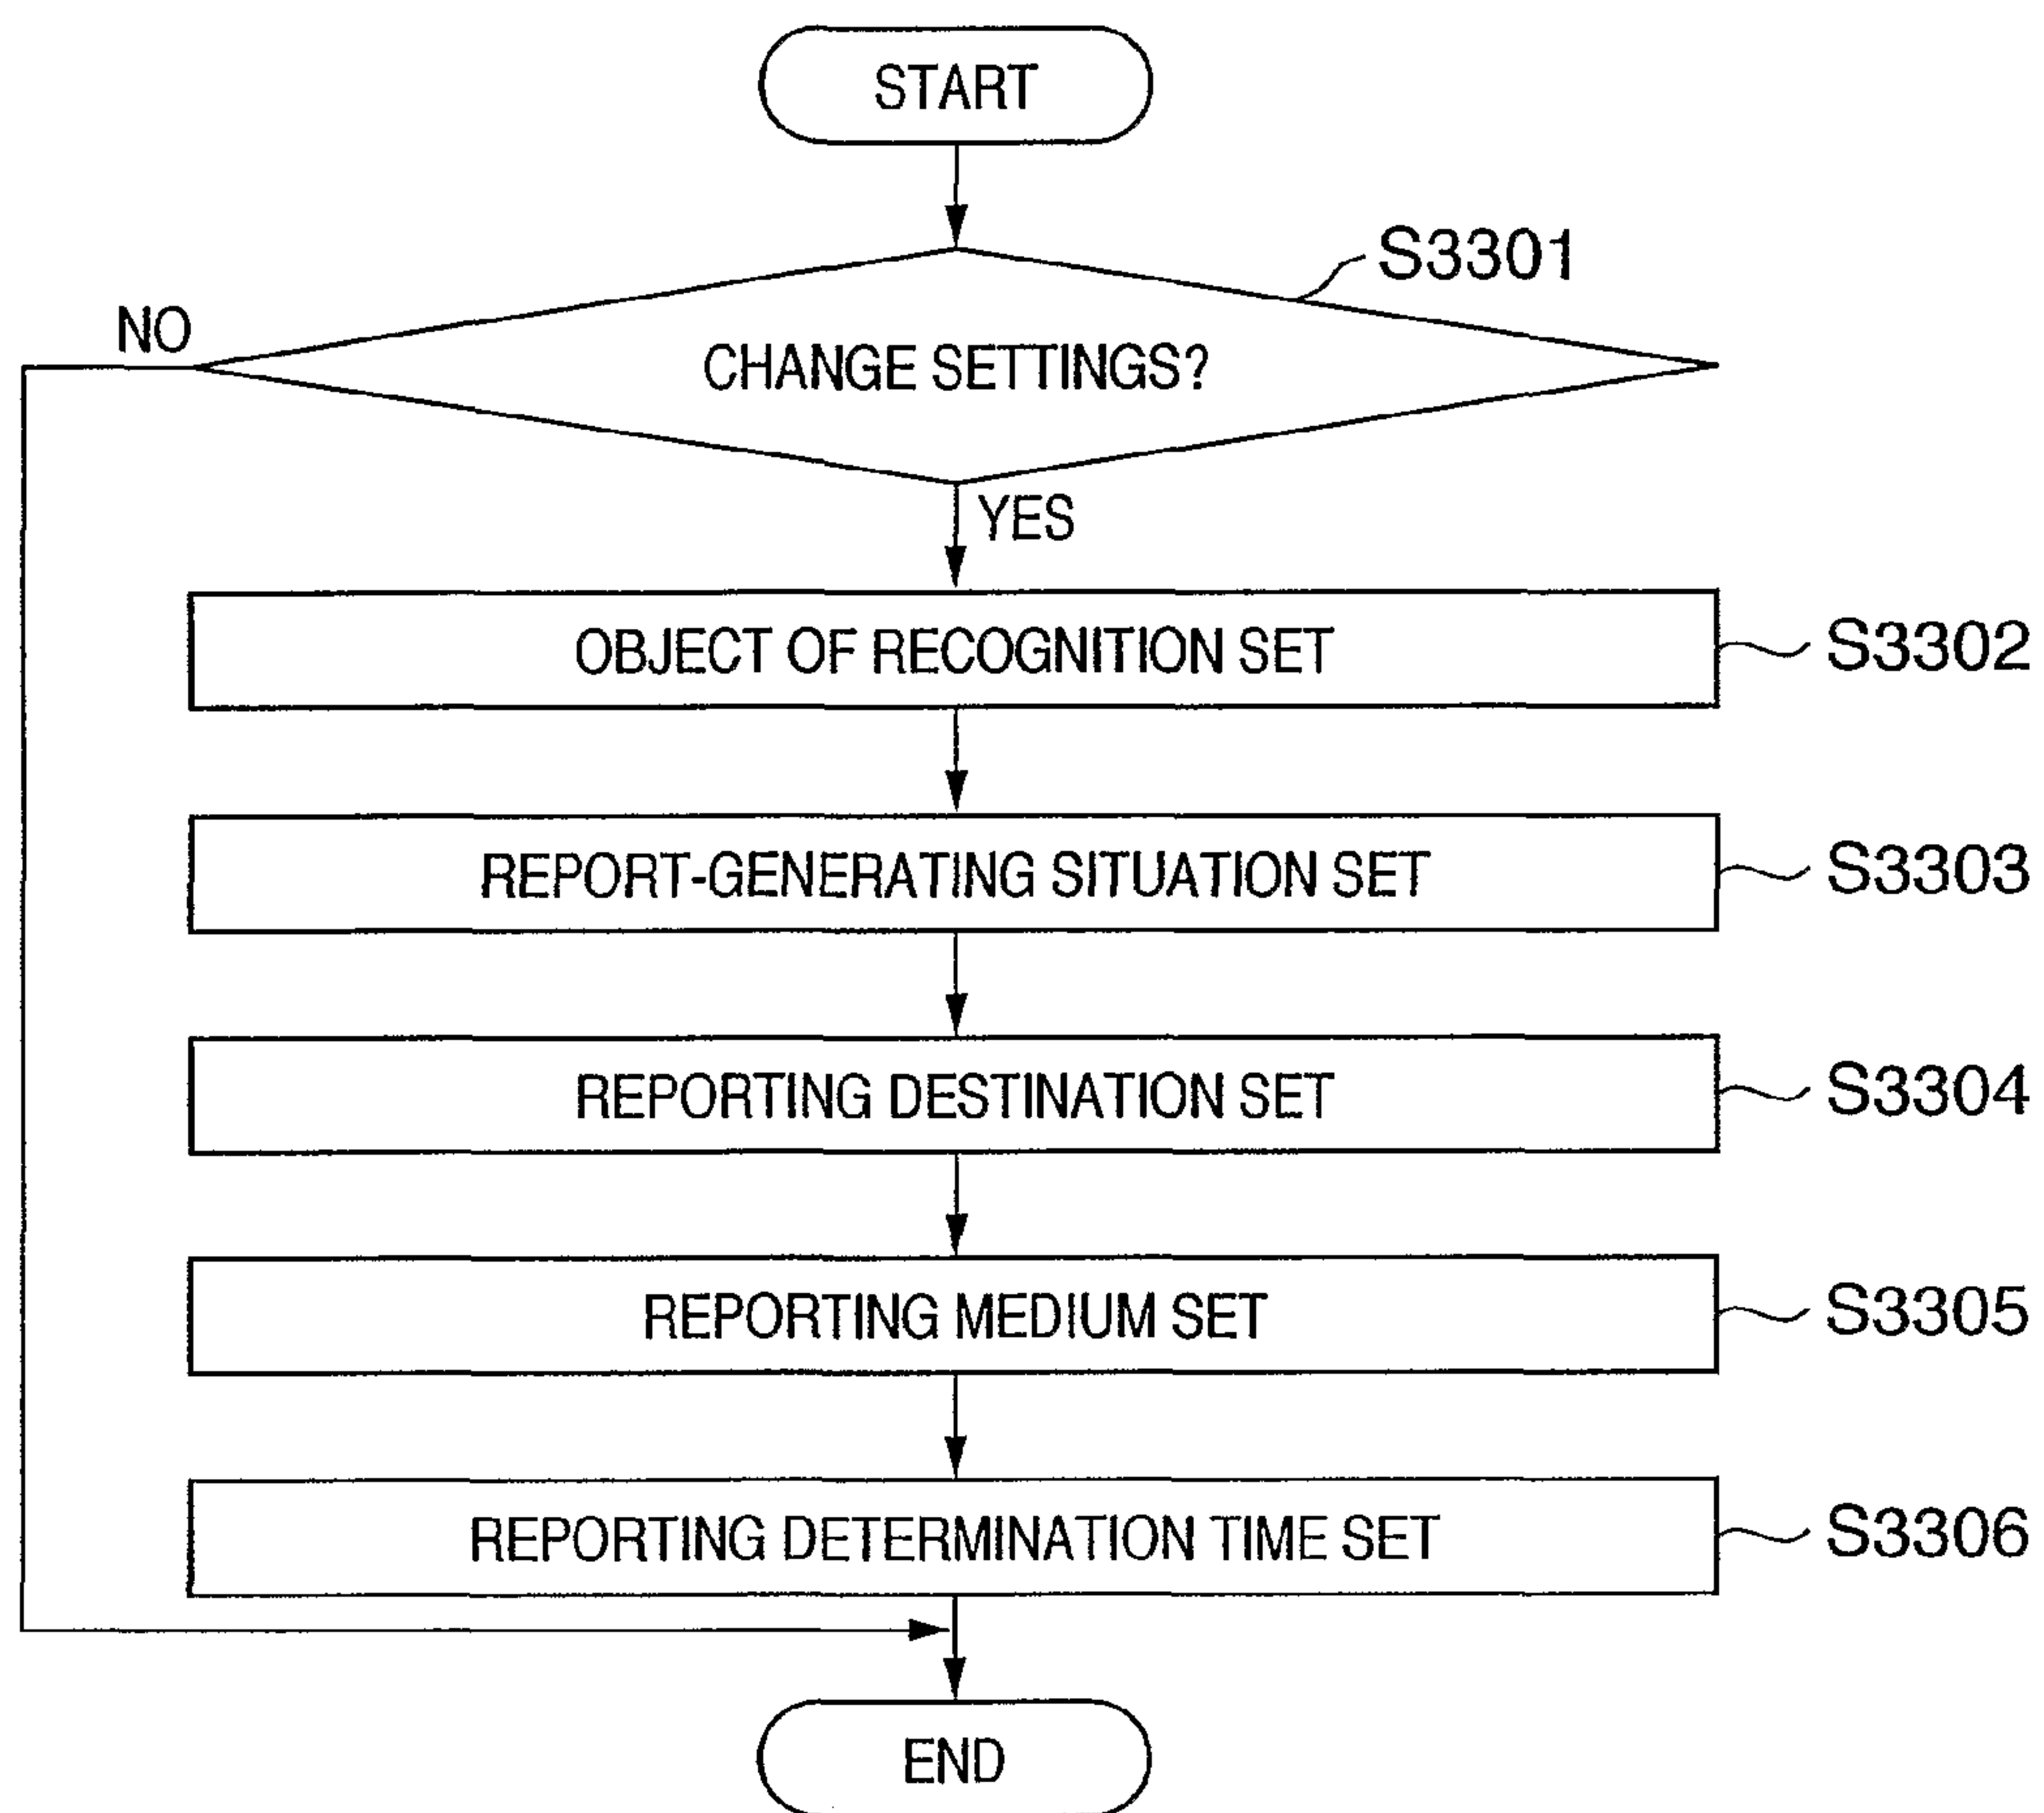 START
S3301
NO
CHANGE SETTINGS?
YES
OBJECT OF RECOGNITION SET
S3302
REPORT-GENERATING SITUATION SET
S3303
REPORTING DESTINATION SET
S3304
REPORTING MEDIUM SET
S3305
REPORTING DETERMINATION TIME SET
S3306
END